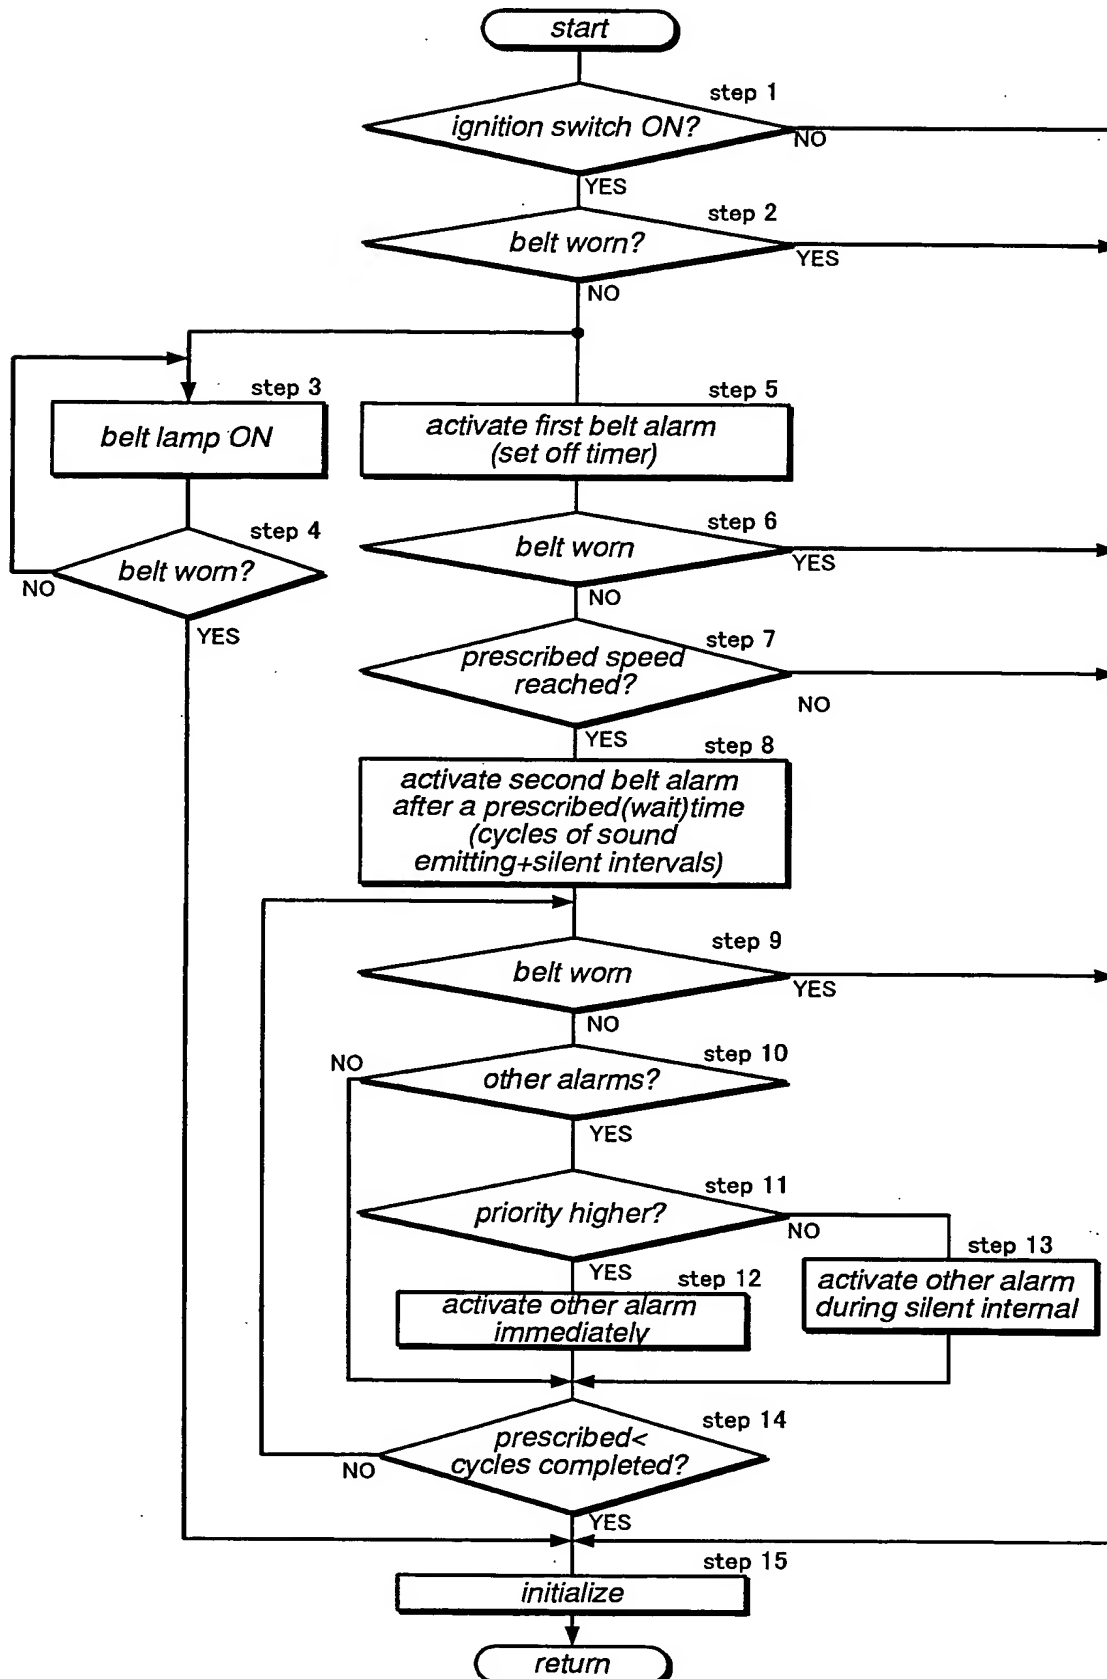 start
step 1
ignition switch ON?
NO
YES
step 2
belt worn?
YES
NO
step 3
belt lamp ON
step 5
activate first belt alarm
(set off timer)
step 4
belt worn?
NO
YES
step 6
belt worn
YES
NO
step 7
prescribed speed
reached?
NO
YES
step 8
activate second belt alarm
after a prescribed(wait)time
(cycles of sound
emitting+silent intervals)
step 9
belt worn
YES
NO
step 10
NO
other alarms?
YES
step 11
priority higher?
NO
YES
step 12
activate other alarm
immediately
step 13
activate other alarm
during silent internal
step 14
prescribed<
cycles completed?
NO
YES
step 15
initialize
return